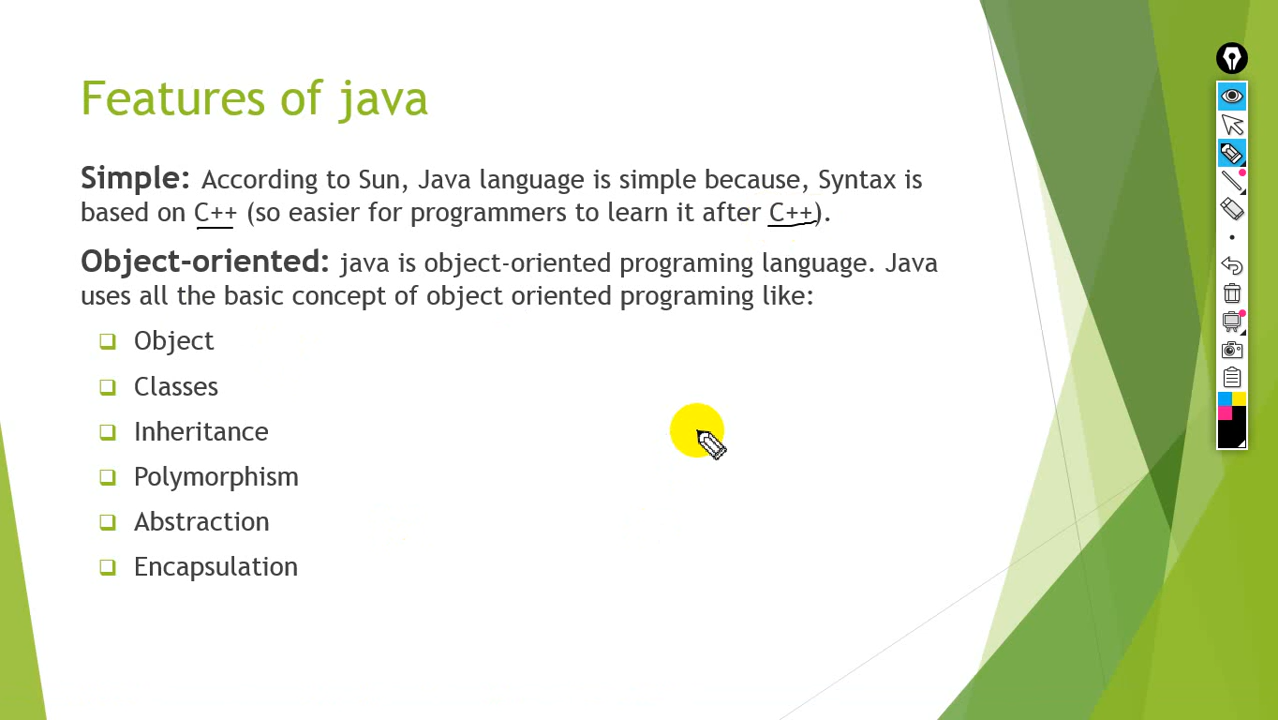 Features of java
Simple: According to Sun, Java language is simple because, Syntax is
based on C++ (so easier for programmers to learn it after C++).
Object-oriented: java is object-oriented programing language. Java
uses all the basic concept of object oriented programing like:
Object
Classes
Inheritance
Polymorphism
Abstraction
Encapsulation